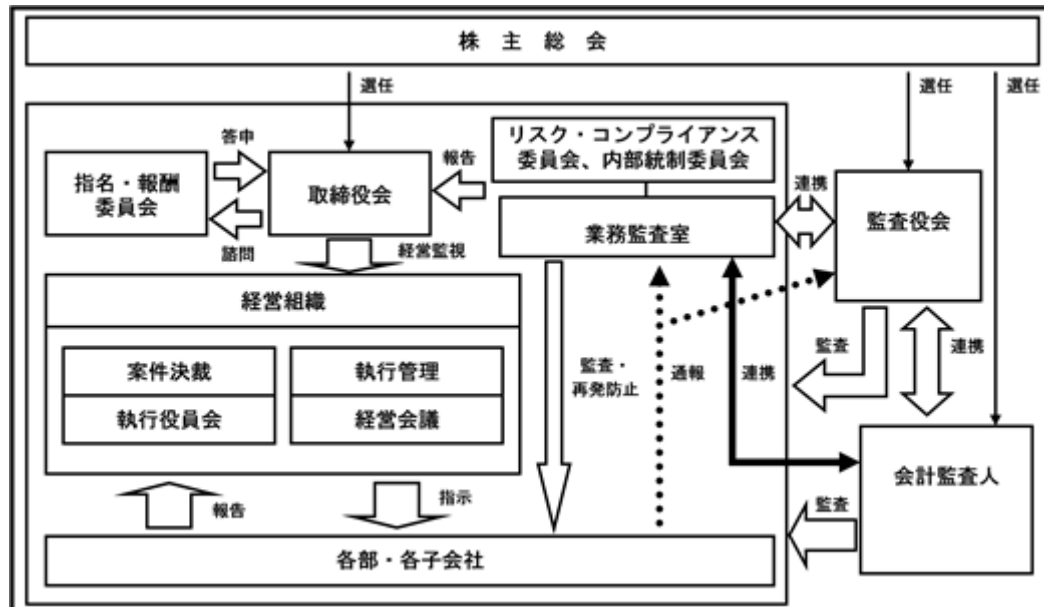 株　主　総　会
選任
選任
選任
答申
指名・報酬
委員会
諮問
取締役会
報告
リスク・コンプライアンス
委員会、内部統制委員会
業務監査室
連携
監査役会
経営監視
経営組織
案件決裁
執行役員会
執行管理
経営会議
監査・
再発防止
通報
連携
監査
連携
会計監査人
報告
指示
監査
各部・各子会社